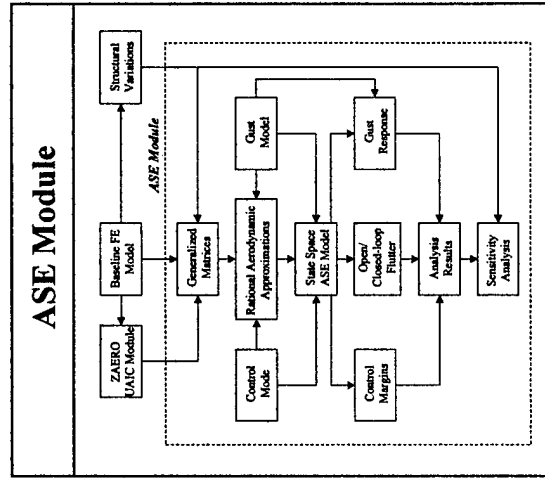 ASE Module
ZAERO
UAIC Module
Baseline FE
Model
Structural
Variations
ASE Module
Generalized
Matrices
Control
Mode
Rational Aerodynamic
Approximations
Gust
Model
State Space
ASE Model
Control
Margins
Open/
Closed-loop
Flutter
Gust
Response
Analysis
Results
Sensitivity
Analysis